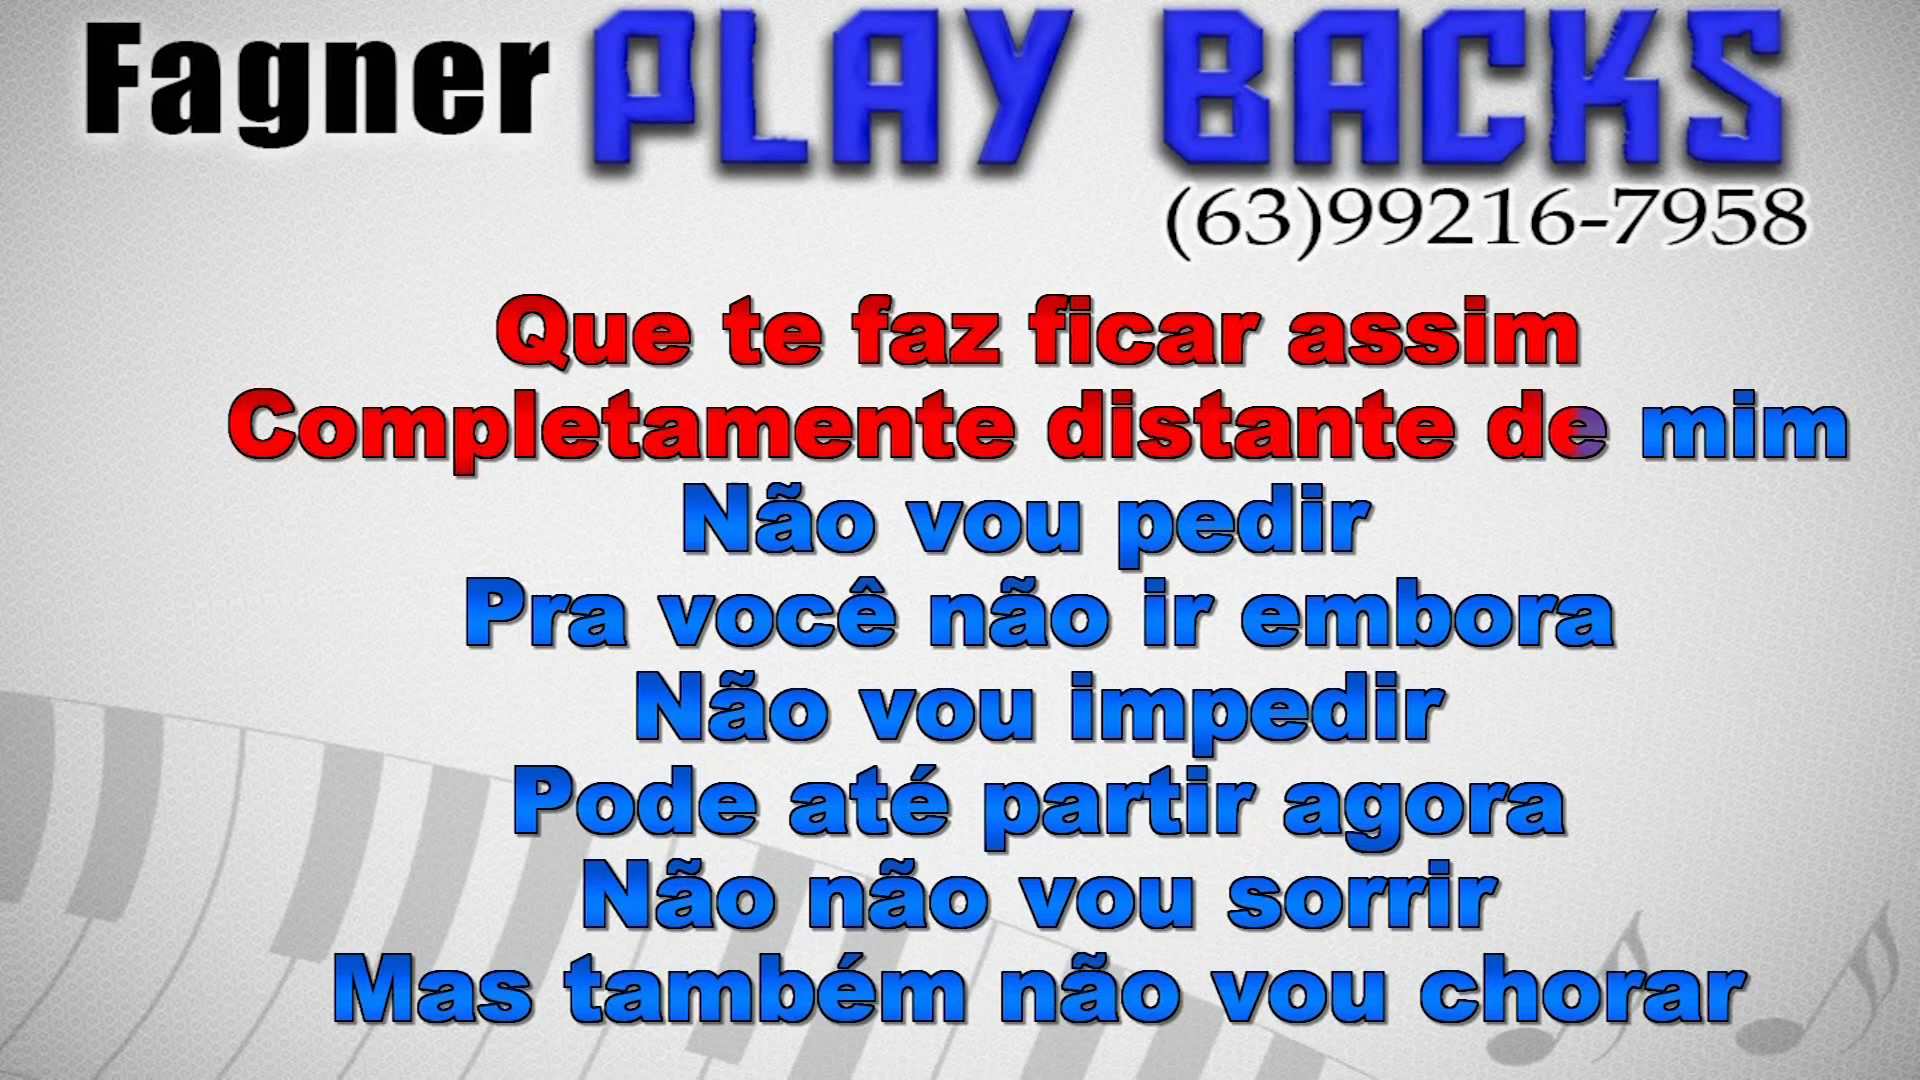 Fagner PLAY BACKS
(63)99216-7958
Que te faz ficar assim
Completamente distante de mim
Não vou pedir
Pra você não ir embora
Não vou impedir
Pode até partir agora
Não não vou sorrir
Mas também não vou chorar